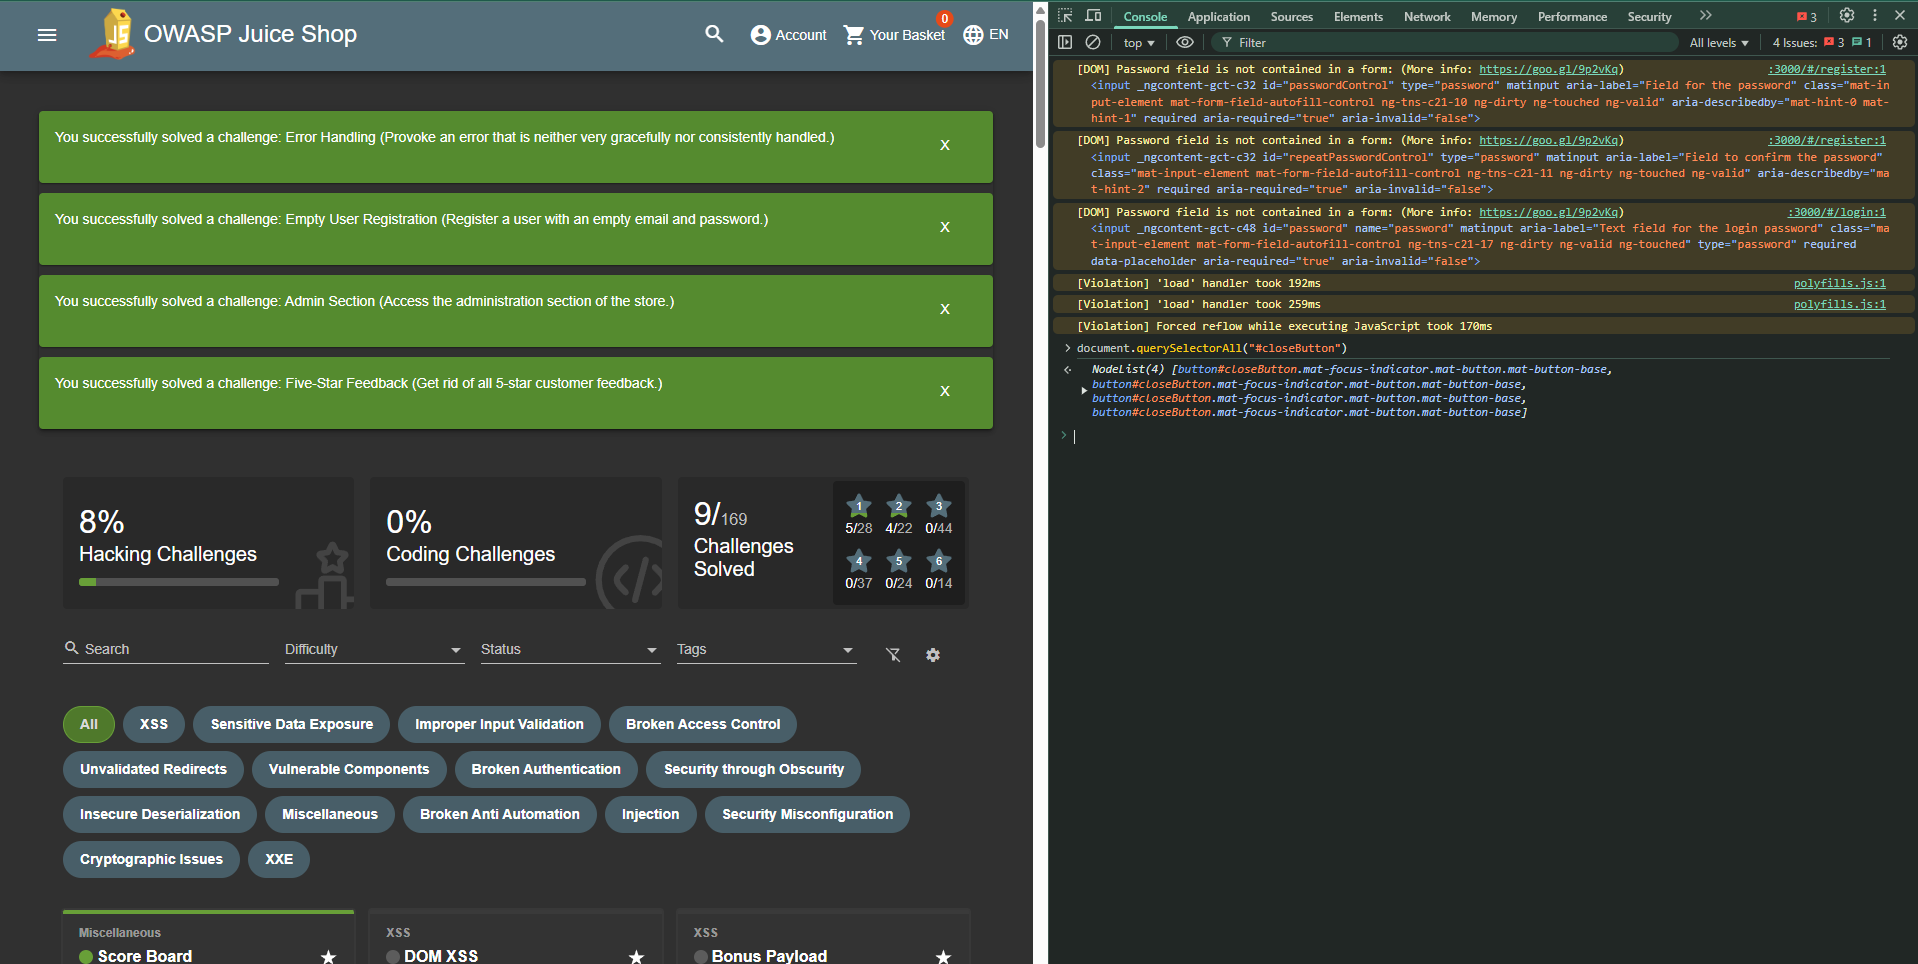 OWASP Juice Shop
Account
0
Your Basket
EN
You successfully solved a challenge: Error Handling (Provoke an error that is neither very gracefully nor consistently handled.)
X
You successfully solved a challenge: Empty User Registration (Register a user with an empty email and password.)
X
You successfully solved a challenge: Admin Section (Access the administration section of the store.)
X
You successfully solved a challenge: Five-Star Feedback (Get rid of all 5-star customer feedback.)
X
8%
Hacking Challenges
0%
Coding Challenges
9/169
Challenges
Solved
1 2 3
5/28 4/22 0/44
4 5 6
0/37 0/24 0/14
Search
Difficulty
Status
Tags
All XSS Sensitive Data Exposure Improper Input Validation Broken Access Control
Unvalidated Redirects Vulnerable Components Broken Authentication Security through Obscurity
Insecure Deserialization Miscellaneous Broken Anti Automation Injection Security Misconfiguration
Cryptographic Issues XXE
Miscellaneous
Score Board
XSS
DOM XSS
XSS
Bonus Payload
Console Application Sources Elements Network Memory Performance Security 3
top Filter All levels 4 Issues: 3 1
[DOM] Password field is not contained in a form: (More info: https://goo.gl/9p2vKq) :3000/#/register:1
<input _ngcontent-gct-c32 id="passwordControl" type="password" matinput aria-label="Field for the password" class="mat-in
put-element mat-form-field-autofill-control ng-tns-c21-10 ng-dirty ng-touched ng-valid" aria-describedby="mat-hint-0 mat-
hint-1" required aria-required="true" aria-invalid="false">
[DOM] Password field is not contained in a form: (More info: https://goo.gl/9p2vKq) :3000/#/register:1
<input _ngcontent-gct-c32 id="repeatPasswordControl" type="password" matinput aria-label="Field to confirm the password"
class="mat-input-element mat-form-field-autofill-control ng-tns-c21-11 ng-dirty ng-touched ng-valid" aria-describedby="ma
t-hint-2" required aria-required="true" aria-invalid="false">
[DOM] Password field is not contained in a form: (More info: https://goo.gl/9p2vKq) :3000/#/login:1
<input _ngcontent-gct-c48 id="password" name="password" matinput aria-label="Text field for the login password" class="ma
t-input-element mat-form-field-autofill-control ng-tns-c21-17 ng-dirty ng-valid ng-touched" type="password" required
data-placeholder aria-required="true" aria-invalid="false">
[Violation] 'load' handler took 192ms polyfills.js:1
[Violation] 'load' handler took 259ms polyfills.js:1
[Violation] Forced reflow while executing JavaScript took 170ms
document.querySelectorAll("#closeButton")
NodeList(4) [button#closeButton.mat-focus-indicator.mat-button.mat-button-base,
button#closeButton.mat-focus-indicator.mat-button.mat-button-base,
button#closeButton.mat-focus-indicator.mat-button.mat-button-base,
button#closeButton.mat-focus-indicator.mat-button.mat-button-base]